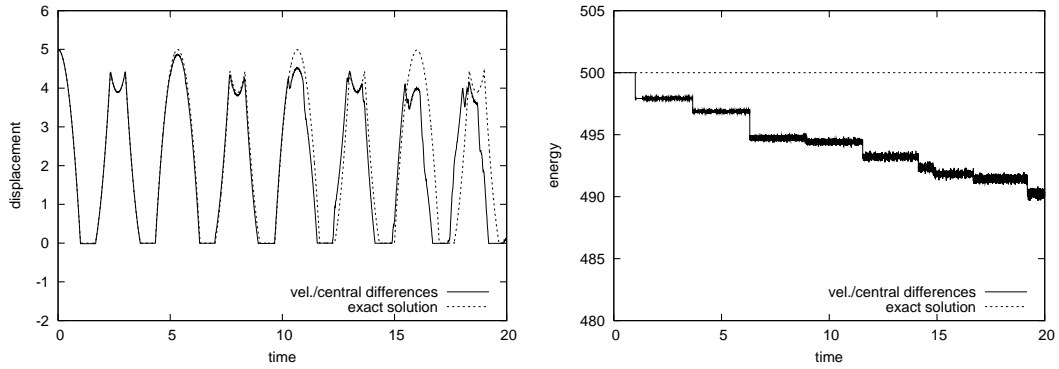 6
5
4
3
2
1
0
-1
-2
displacement
vel./central differences
exact solution
0 5 10 15 20
time
505
500
495
490
485
480
energy
vel./central differences
exact solution
0 5 10 15 20
time